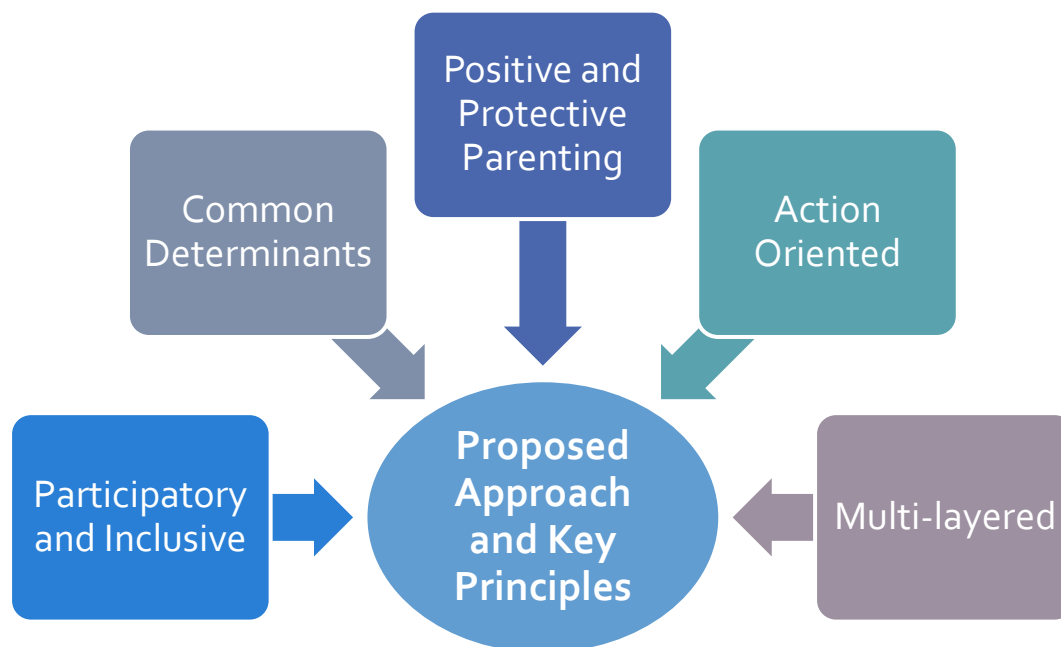 Positive and
Protective
Parenting
Common
Determinants
Action
Oriented
Participatory
and Inclusive
Proposed
Approach
and Key
Principles
Multi-layered